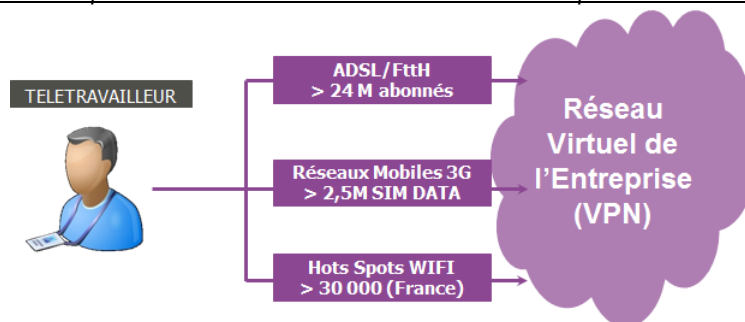 TELETRAVAILLEUR
ADSL/FttH
> 24 M abonnés
Réseaux Mobiles 3G
> 2,5M SIM DATA
Hots Spots WIFI
> 30 000 (France)
Réseau
Virtuel de
l'Entreprise
(VPN)